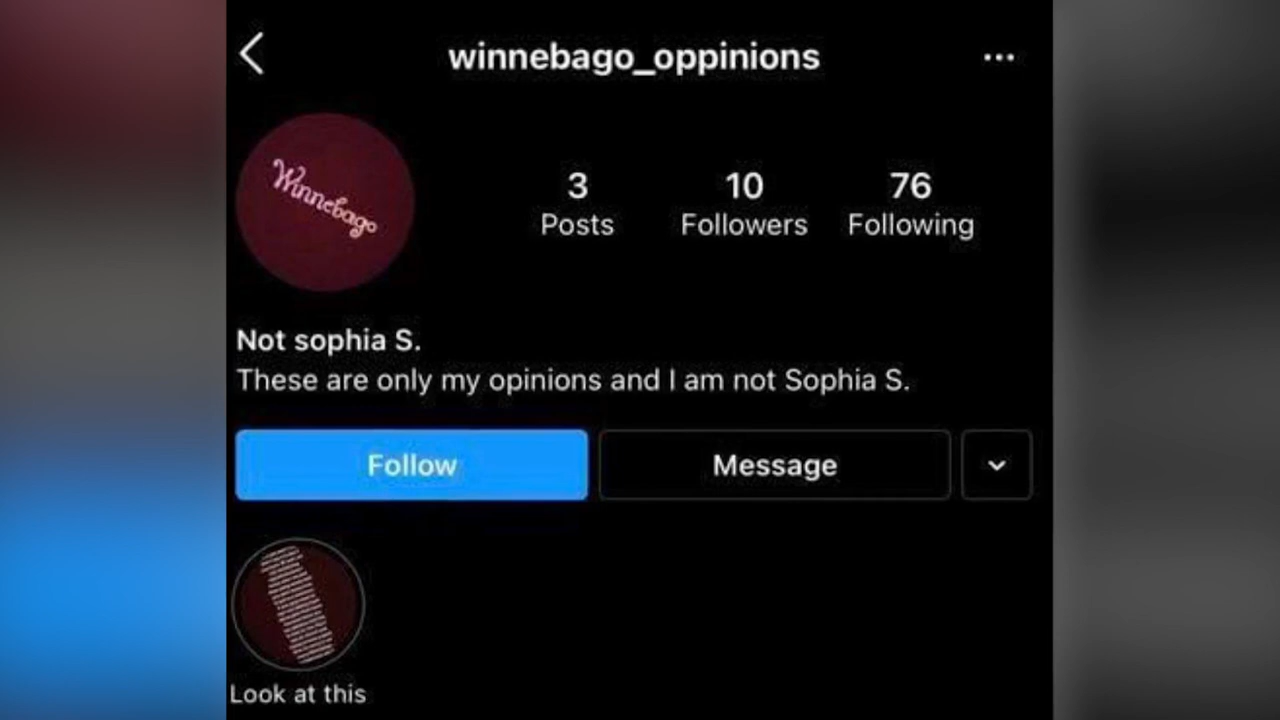 winnebago_oppinions
Winnebago
3 10 76
Posts Followers Following
Not sophia S.
These are only my opinions and I am not Sophia S.
Follow Message
Look at this